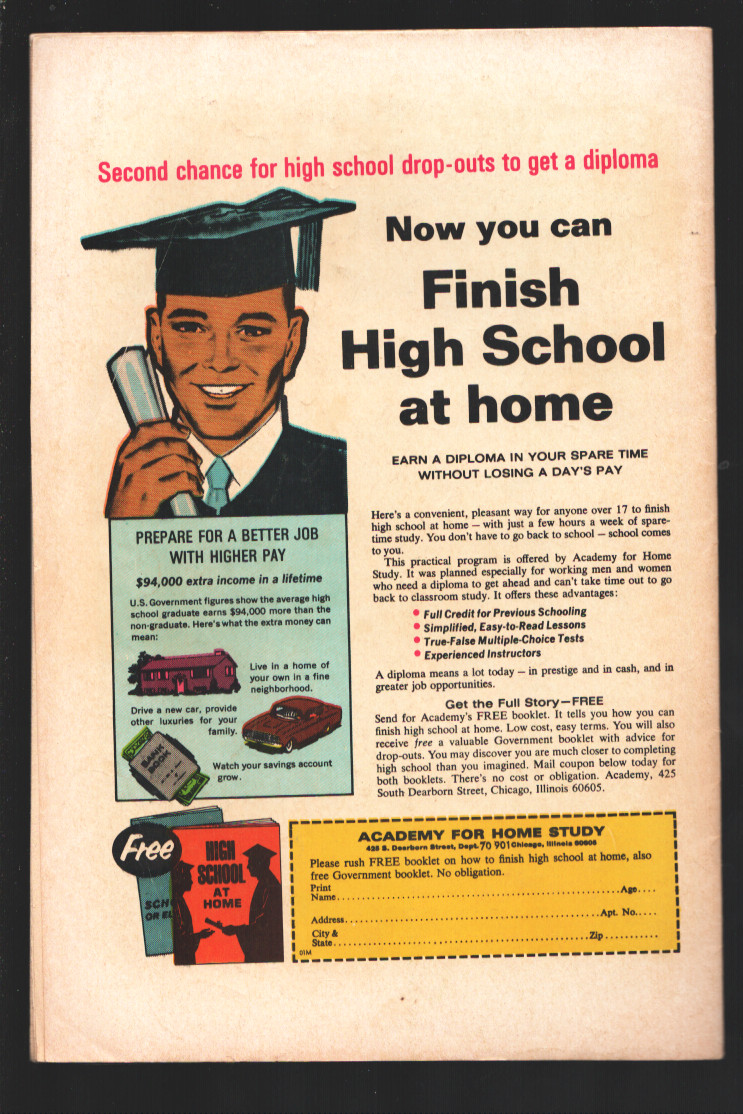 Second chance for high school drop-outs to get a diploma
Now you can
Finish
High School
at home
EARN A DIPLOMA IN YOUR SPARE TIME
WITHOUT LOSING A DAY'S PAY
Here's a convenient, pleasant way for anyone over 17 to finish
high school at home — with just a few hours a week of spare-
time study. You don't have to go back to school — school comes
to you.
This practical program is offered by Academy for Home
Study. It was planned especially for working men and women
who need a diploma to get ahead and can't take time out to go
back to classroom study. It offers these advantages:
• Full Credit for Previous Schooling
• Simplified, Easy-to-Read Lessons
• True-False Multiple-Choice Tests
• Experienced Instructors
A diploma means a lot today — in prestige and in cash, and in
greater job opportunities.
Get the Full Story—FREE
Send for Academy's FREE booklet. It tells you how you can
finish high school at home. Low cost, easy terms. You will also
receive free a valuable Government booklet with advice for
drop-outs. You may discover you are much closer to completing
high school than you imagined. Mail coupon below today for
both booklets. There's no cost or obligation. Academy, 425
South Dearborn Street, Chicago, Illinois 60605.
PREPARE FOR A BETTER JOB
WITH HIGHER PAY
$94,000 extra income in a lifetime
U.S. Government figures show the average high
school graduate earns $94,000 more than the
non-graduate. Here's what the extra money can
mean:
Live in a home of
your own in a fine
neighborhood.
Drive a new car, provide
other luxuries for your
family.
BANK
BOOK
Watch your savings account
grow.
Free
SCH
OR EL
HIGH
SCHOOL
AT
HOME
ACADEMY FOR HOME STUDY
425 S. Dearborn Street, Dept. 70 901 Chicago, Illinois 60605
Please rush FREE booklet on how to finish high school at home, also
free Government booklet. No obligation.
Print
Name.......................................................Age....
Address....................................................Apt. No.....
City &
State......................................................Zip...........
01M